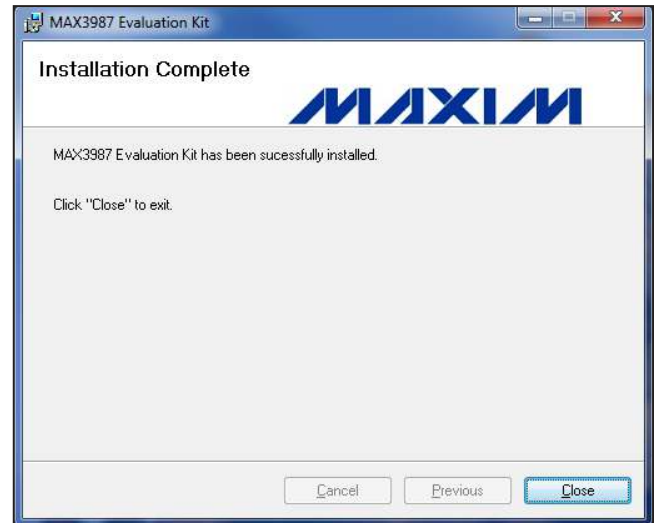 MAX3987 Evaluation Kit
Installation Complete
MAXIM
MAX3987 Evaluation Kit has been sucessfully installed.
Click "Close" to exit.
Cancel Previous Close